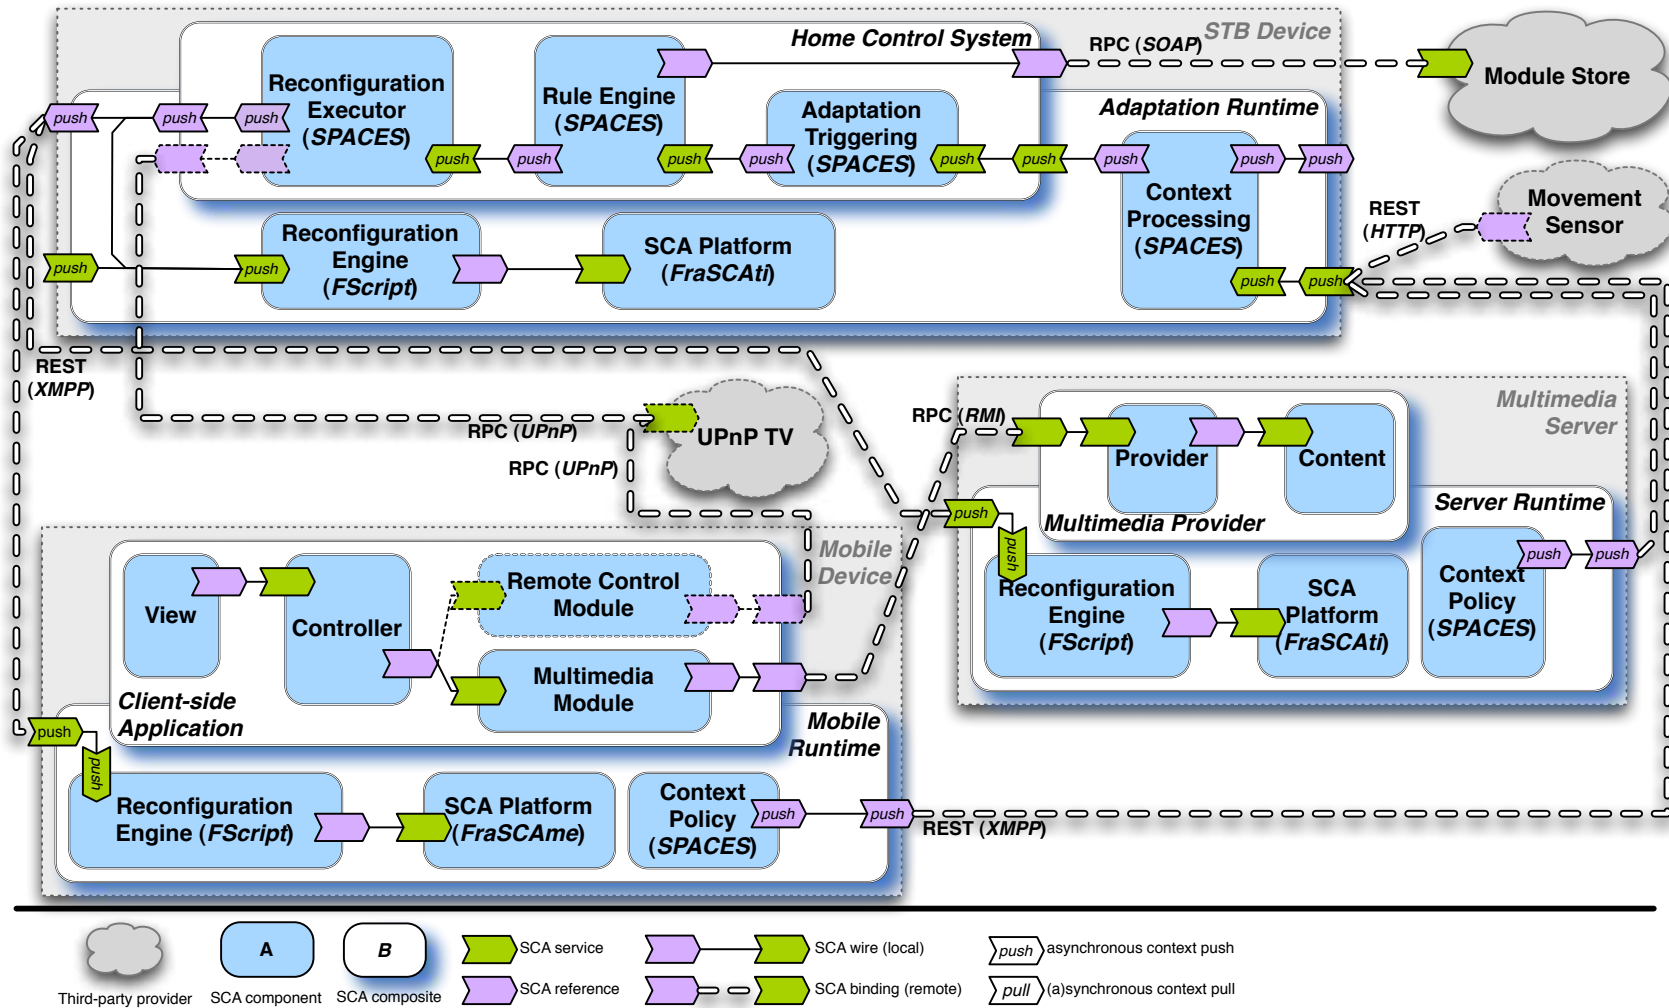 Home Control System
STB Device
RPC (SOAP)
Module Store
Reconfiguration
Executor
(SPACES)
Rule Engine
(SPACES)
Adaptation
Triggering
(SPACES)
Adaptation Runtime
push
push
push
push
push
push
push
push
push
push
push
push
Context
Processing
(SPACES)
Movement
Sensor
REST
(HTTP)
Reconfiguration
Engine
(FScript)
SCA Platform
(FraSCAti)
push
push
push
push
REST
(XMPP)
RPC (UPnP)
RPC (UPnP)
UPnP TV
RPC (RMI)
Multimedia
Server
Provider
Content
Multimedia Provider
Server Runtime
push
push
push
push
Reconfiguration
Engine
(FScript)
SCA
Platform
(FraSCAti)
Context
Policy
(SPACES)
Mobile
Device
View
Controller
Remote Control
Module
Multimedia
Module
Client-side
Application
Mobile
Runtime
push
push
Reconfiguration
Engine (FScript)
SCA Platform
(FraSCAme)
Context
Policy
(SPACES)
push
push
REST (XMPP)
A
B
SCA service
SCA wire (local)
push
asynchronous context push
Third-party provider
SCA component
SCA composite
SCA reference
SCA binding (remote)
pull
(a)synchronous context pull